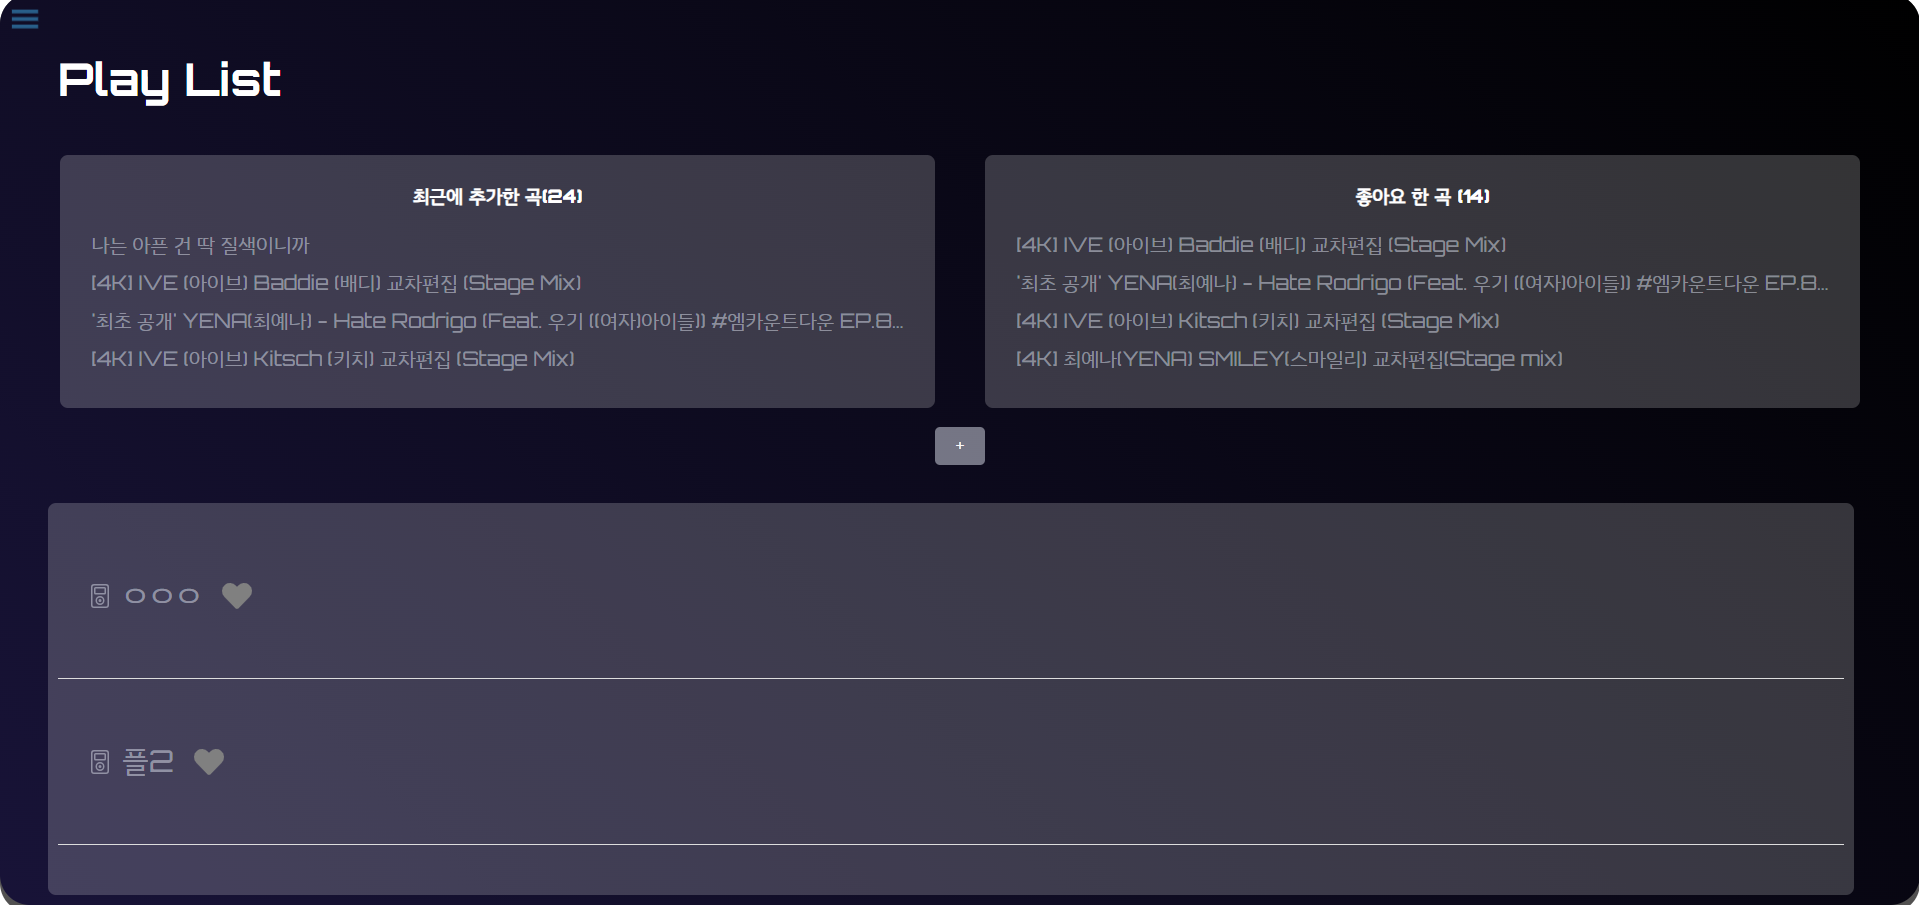 Play List
최근에 추가한 곡(24)
나는 아픈 건 딱 질색이니까
[4K] IVE (아이브) Baddie (배디) 교차편집 (Stage Mix)
'최초 공개' YENA(최예나) - Hate Rodrigo (Feat. 우기 ((여자)아이들)) #엠카운트다운 EP.8...
[4K] IVE (아이브) Kitsch (키치) 교차편집 (Stage Mix)
좋아요 한 곡 (14)
[4K] IVE (아이브) Baddie (배디) 교차편집 (Stage Mix)
'최초 공개' YENA(최예나) - Hate Rodrigo (Feat. 우기 ((여자)아이들)) #엠카운트다운 EP.8...
[4K] IVE (아이브) Kitsch (키치) 교차편집 (Stage Mix)
[4K] 최예나(YENA) SMILEY(스마일리) 교차편집(Stage mix)
+
ㅇㅇㅇ
플2